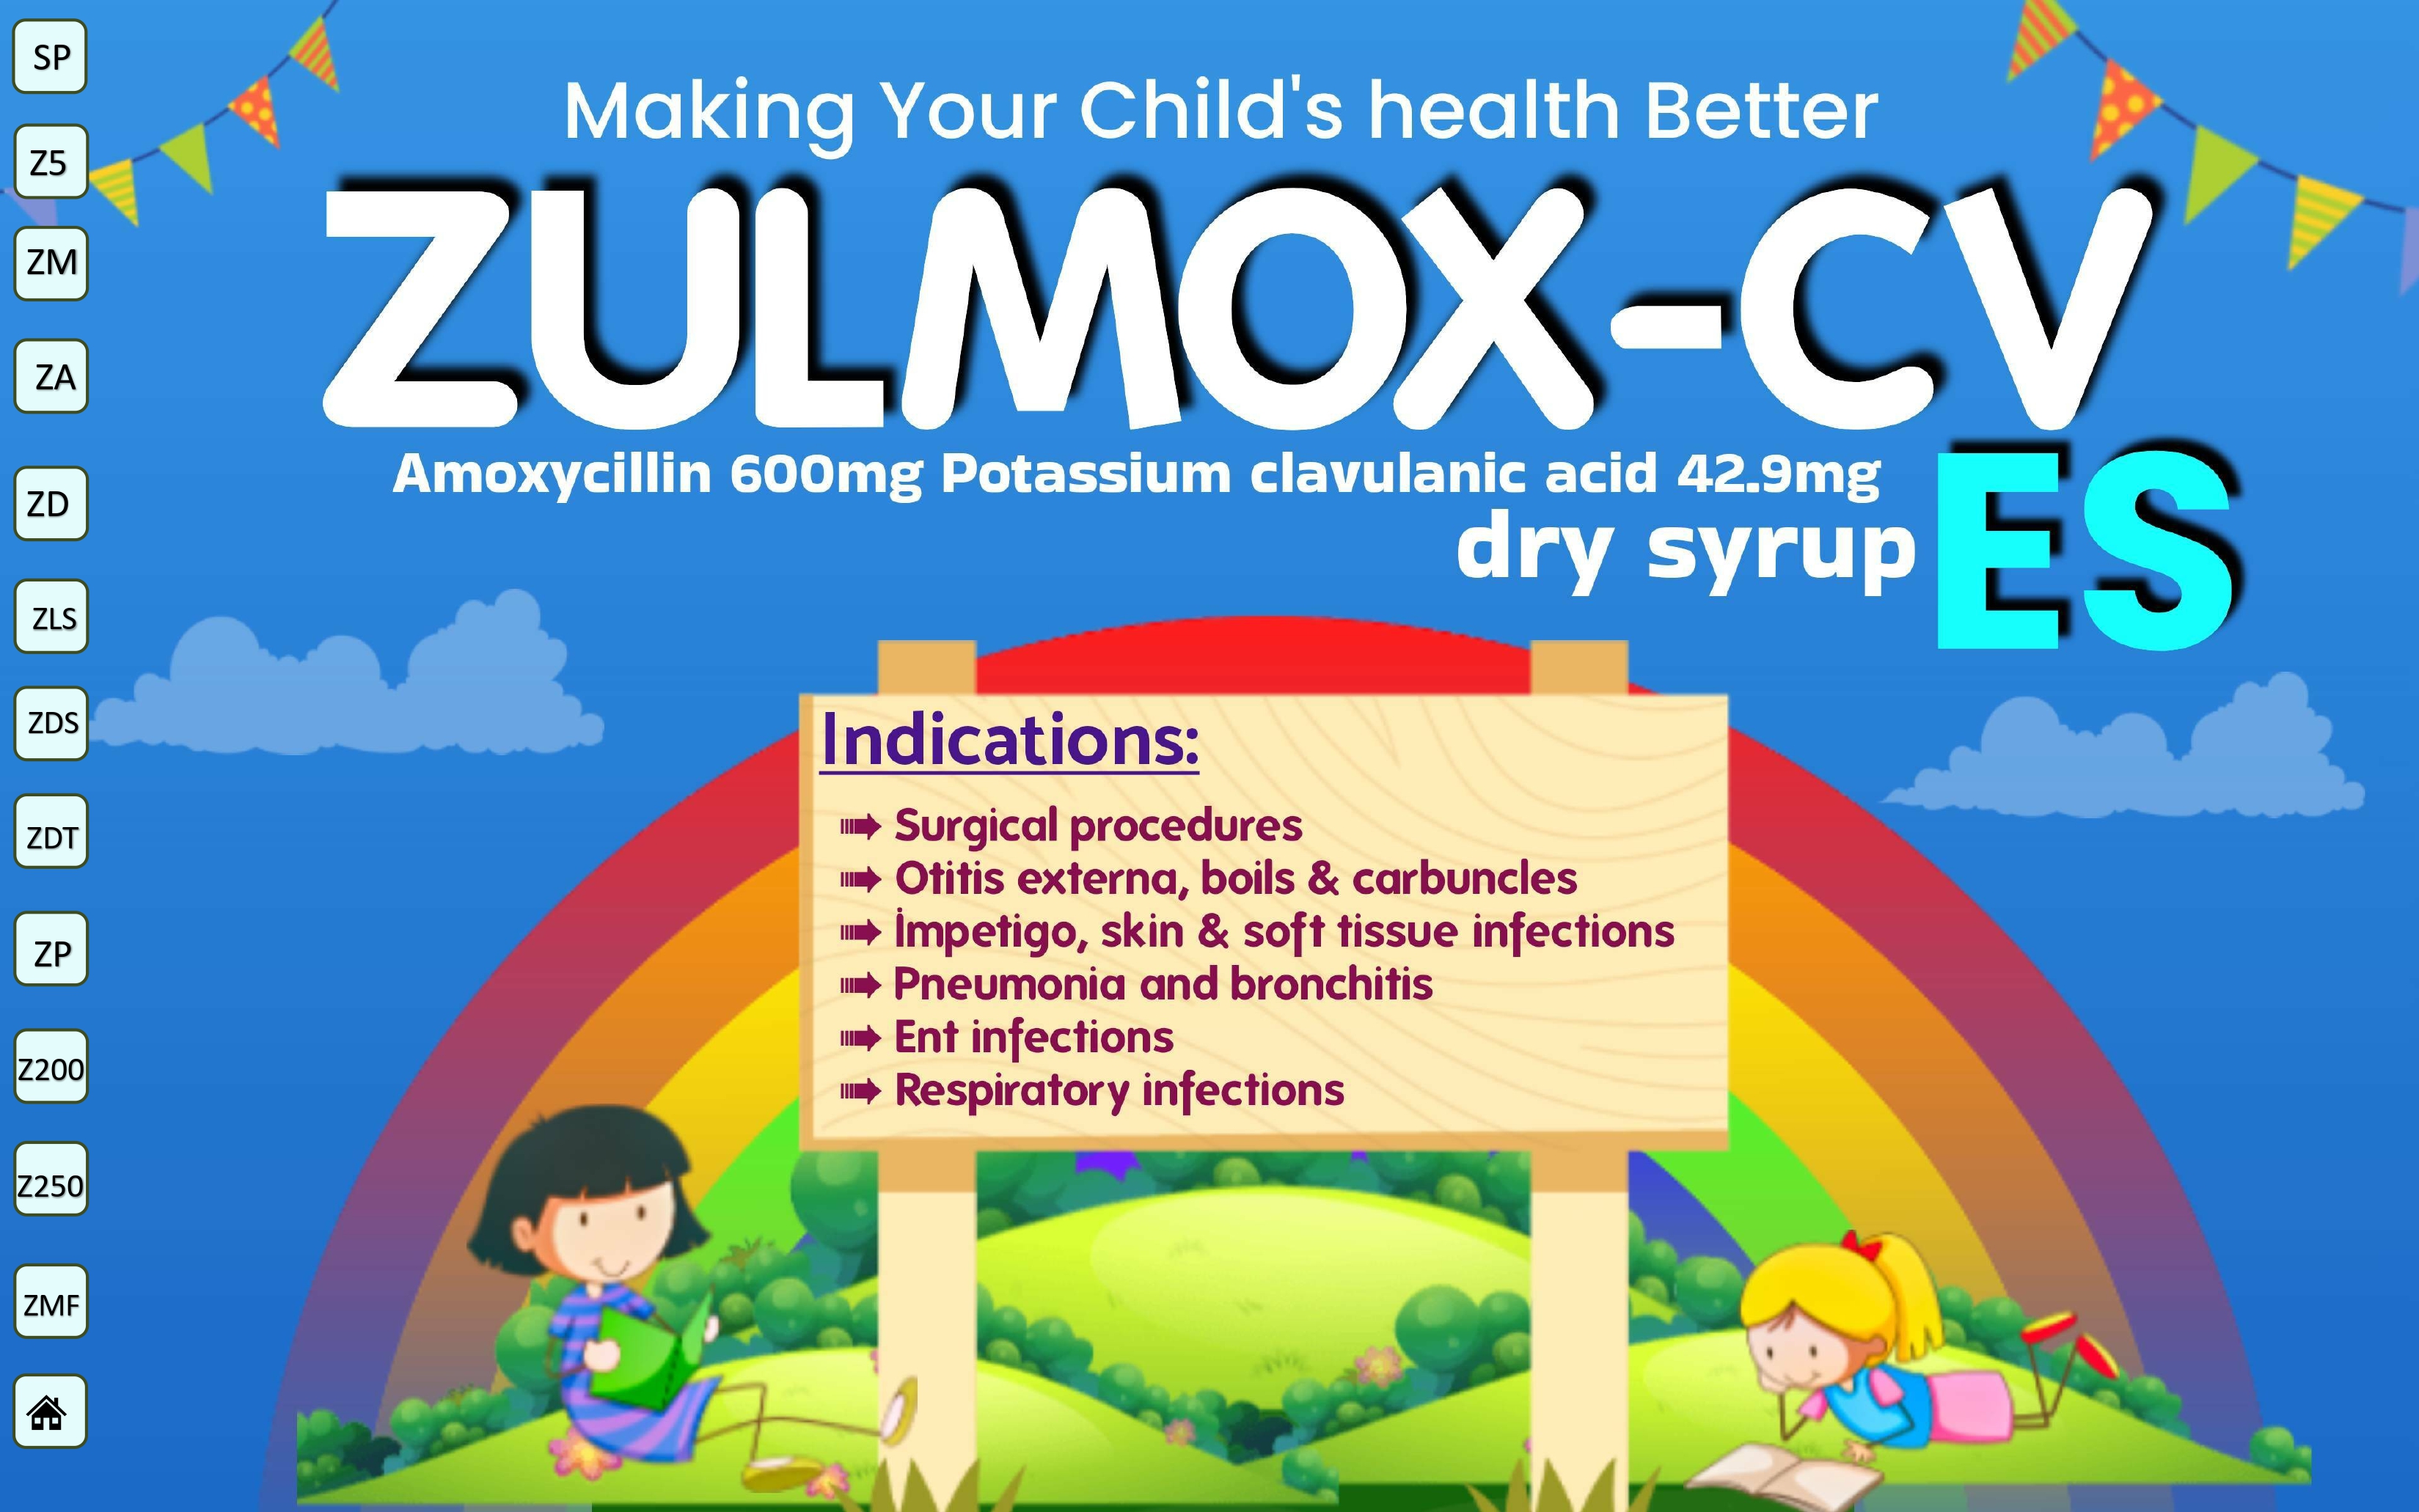 SP
Z5
ZM
ZA
ZD
ZLS
ZDS
ZDT
ZP
Z200
Z250
ZMF
Making Your Child's health Better
ZULMOX-CV
Amoxycillin 600mg Potassium clavulanic acid 42.9mg
dry syrup ES
Indications:
Surgical procedures
Otitis externa, boils & carbuncles
Impetigo, skin & soft tissue infections
Pneumonia and bronchitis
Ent infections
Respiratory infections